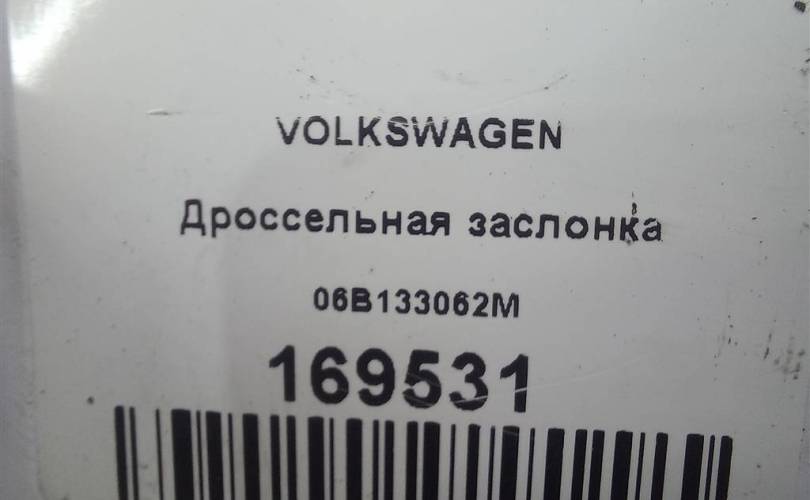 VOLKSWAGEN
Дроссельная заслонка
06B133062M
169531